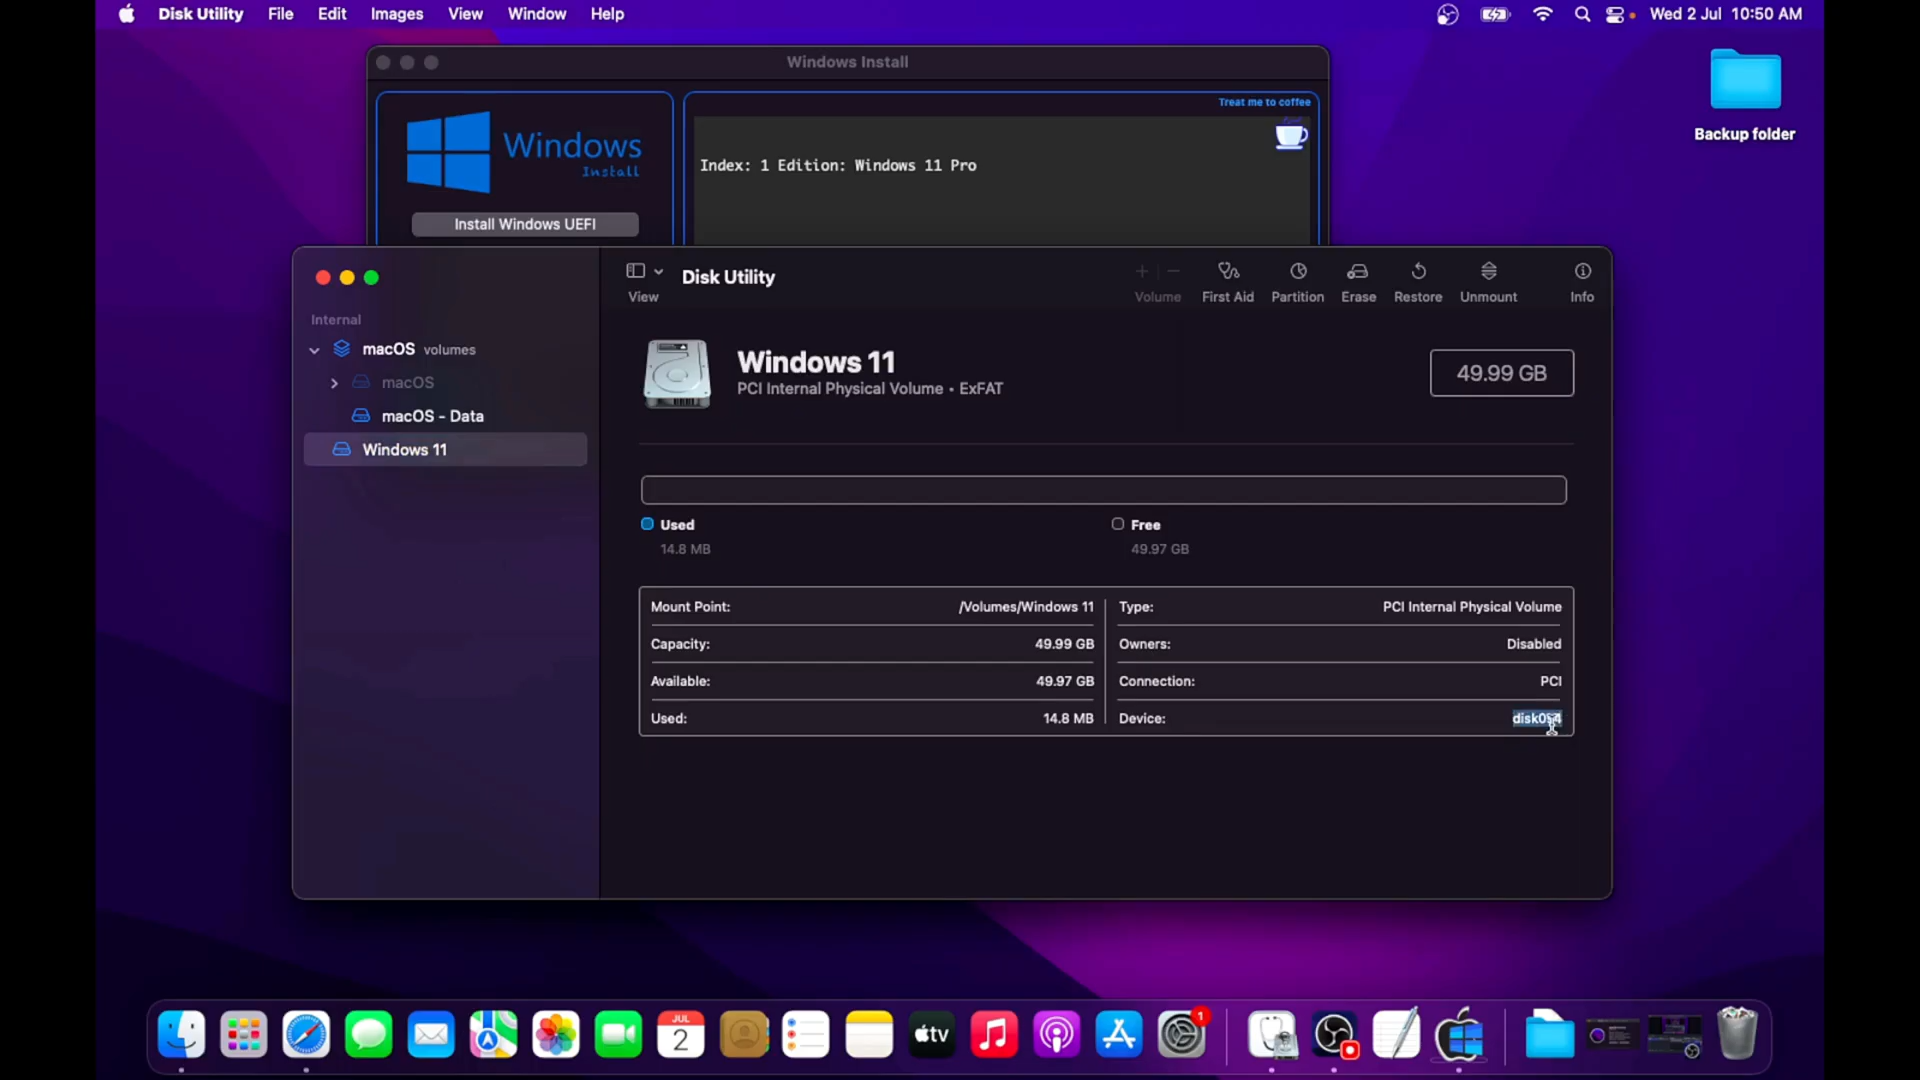 Disk Utility File Edit Images View Window Help Wed 2 Jul 10:50 AM
Windows Install
Treat me to coffee
Windows
Install
Index: 1 Edition: Windows 11 Pro
Install Windows UEFI
Backup folder
Disk Utility
View Volume First Aid Partition Erase Restore Unmount Info
Internal
macOS volumes
macOS
macOS - Data
Windows 11
Windows 11
PCI Internal Physical Volume • ExFAT
49.99 GB
Used
14.8 MB
Free
49.97 GB
Mount Point: /Volumes/Windows 11
Type: PCI Internal Physical Volume
Capacity: 49.99 GB
Owners: Disabled
Available: 49.97 GB
Connection: PCI
Used: 14.8 MB
Device: disk0s4
JUL
2
tv
1